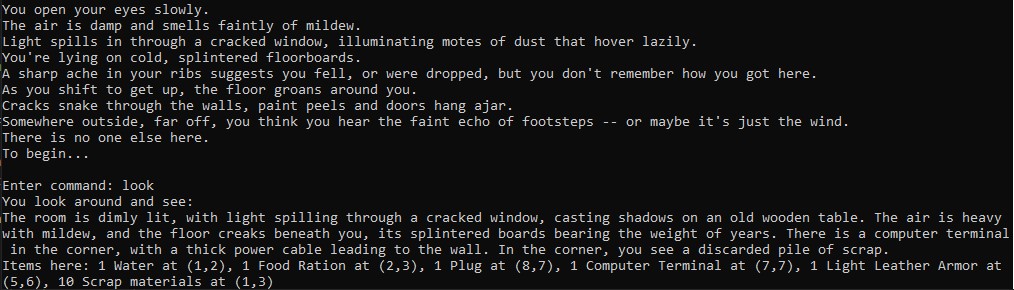 You open your eyes slowly.
The air is damp and smells faintly of mildew.
Light spills in through a cracked window, illuminating motes of dust that hover lazily.
You're lying on cold, splintered floorboards.
A sharp ache in your ribs suggests you fell, or were dropped, but you don't remember how you got here.
As you shift to get up, the floor groans around you.
Cracks snake through the walls, paint peels and doors hang ajar.
Somewhere outside, far off, you think you hear the faint echo of footsteps -- or maybe it's just the wind.
There is no one else here.
To begin...

Enter command: look
You look around and see:
The room is dimly lit, with light spilling through a cracked window, casting shadows on an old wooden table. The air is heavy
with mildew, and the floor creaks beneath you, its splintered boards bearing the weight of years. There is a computer terminal
 in the corner, with a thick power cable leading to the wall. In the corner, you see a discarded pile of scrap.
Items here: 1 Water at (1,2), 1 Food Ration at (2,3), 1 Plug at (8,7), 1 Computer Terminal at (7,7), 1 Light Leather Armor at
(5,6), 10 Scrap materials at (1,3)